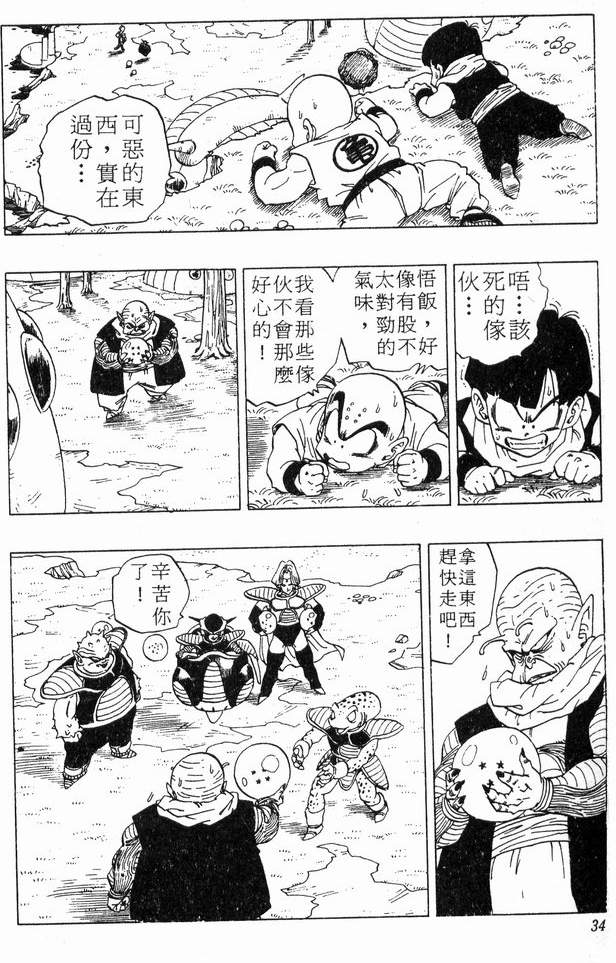 可惡的東
西，實在
過份…
唔…該
死的傢
伙…
悟飯，好
像有股不
太對勁的
氣味，
我看那些傢
伙不會那麼
好心的！
拿這東西
趕快走吧！
辛苦你
了！
34